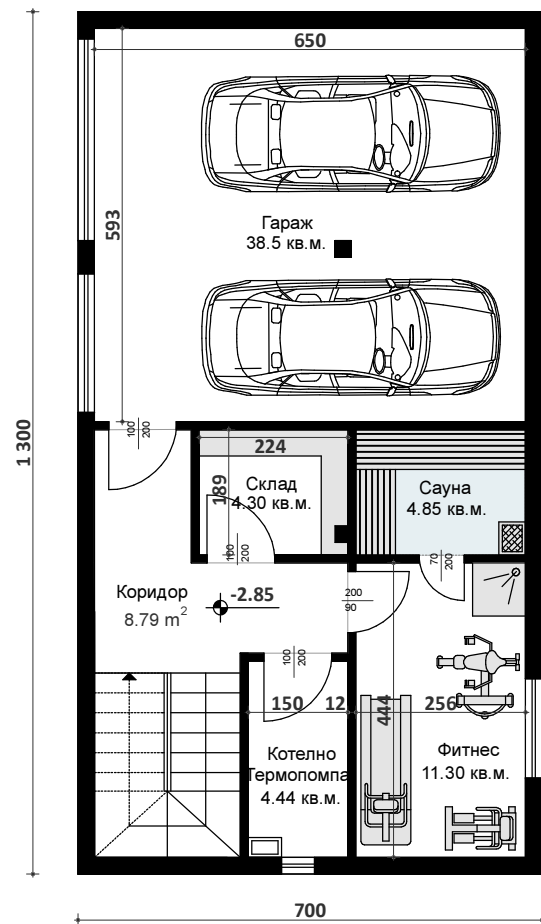 650
593
Гараж
38.5 кв.м.
1 300
100
200
224
189
Склад
4.30 кв.м.
Сауна
4.85 кв.м.
100
200
70
200
Коридор
8.79 m²
-2.85
200
90
100
200
150
12
444
256
Котелно
Термопомпа
4.44 кв.м.
Фитнес
11.30 кв.м.
700